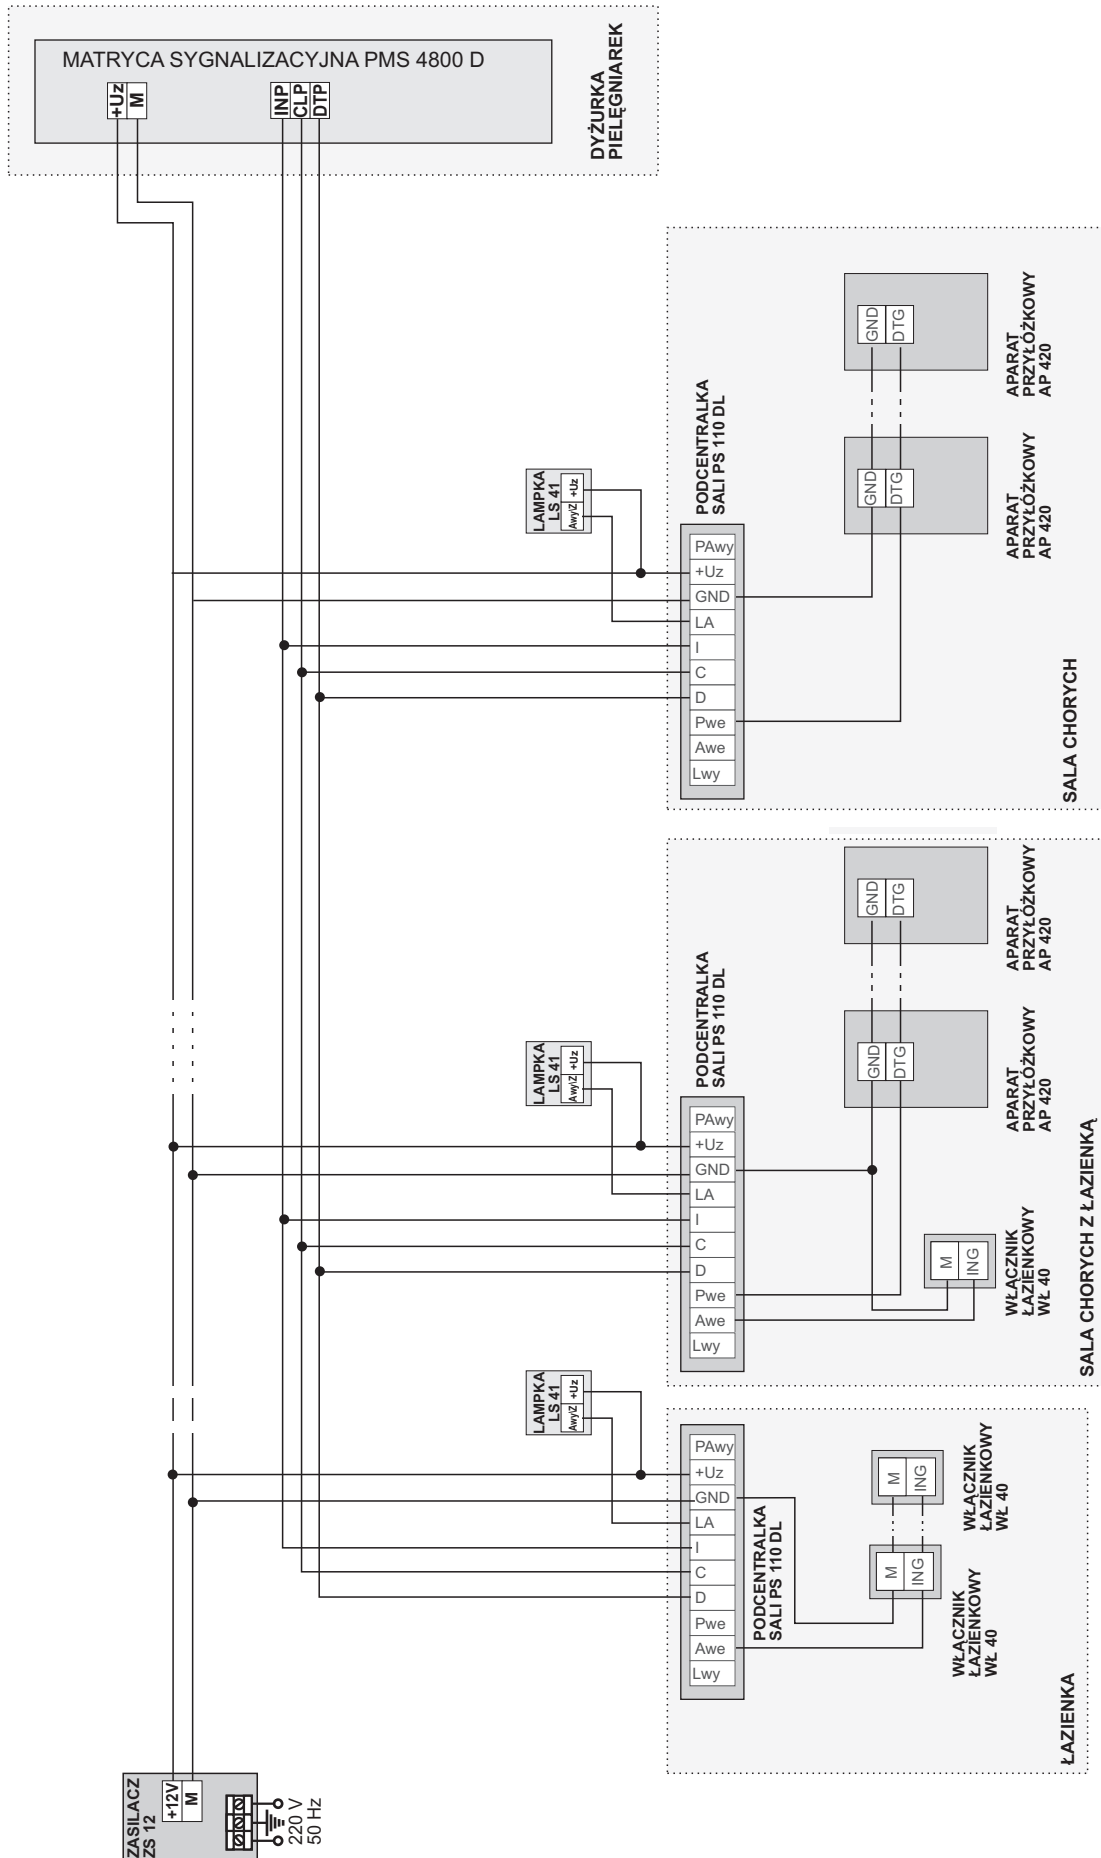 MATRYCA SYGNALIZACYJNA PMS 4800 D
+Uz
M
INP
CLP
DTP
DYŻURKA
PIELĘGNIAREK
LAMPKA
LS 41
Awy\Z
+Uz
PODCENTRALKA
SALI PS 110 DL
PAwy
+Uz
GND
LA
I
C
D
Pwe
Awe
Lwy
GND
DTG
APARAT
PRZYŁÓŻKOWY
AP 420
GND
DTG
APARAT
PRZYŁÓŻKOWY
AP 420
SALA CHORYCH
LAMPKA
LS 41
Awy\Z
+Uz
PODCENTRALKA
SALI PS 110 DL
PAwy
+Uz
GND
LA
I
C
D
Pwe
Awe
Lwy
GND
DTG
APARAT
PRZYŁÓŻKOWY
AP 420
GND
DTG
APARAT
PRZYŁÓŻKOWY
AP 420
M
ING
WŁĄCZNIK
ŁAZIENKOWY
WŁ 40
SALA CHORYCH Z ŁAZIENKĄ
LAMPKA
LS 41
Awy\Z
+Uz
PAwy
+Uz
GND
LA
I
C
D
Pwe
Awe
Lwy
PODCENTRALKA
SALI PS 110 DL
M
ING
WŁĄCZNIK
ŁAZIENKOWY
WŁ 40
M
ING
WŁĄCZNIK
ŁAZIENKOWY
WŁ 40
ŁAZIENKA
ZASILACZ
ZS 12
+12V
M
220 V
50 Hz